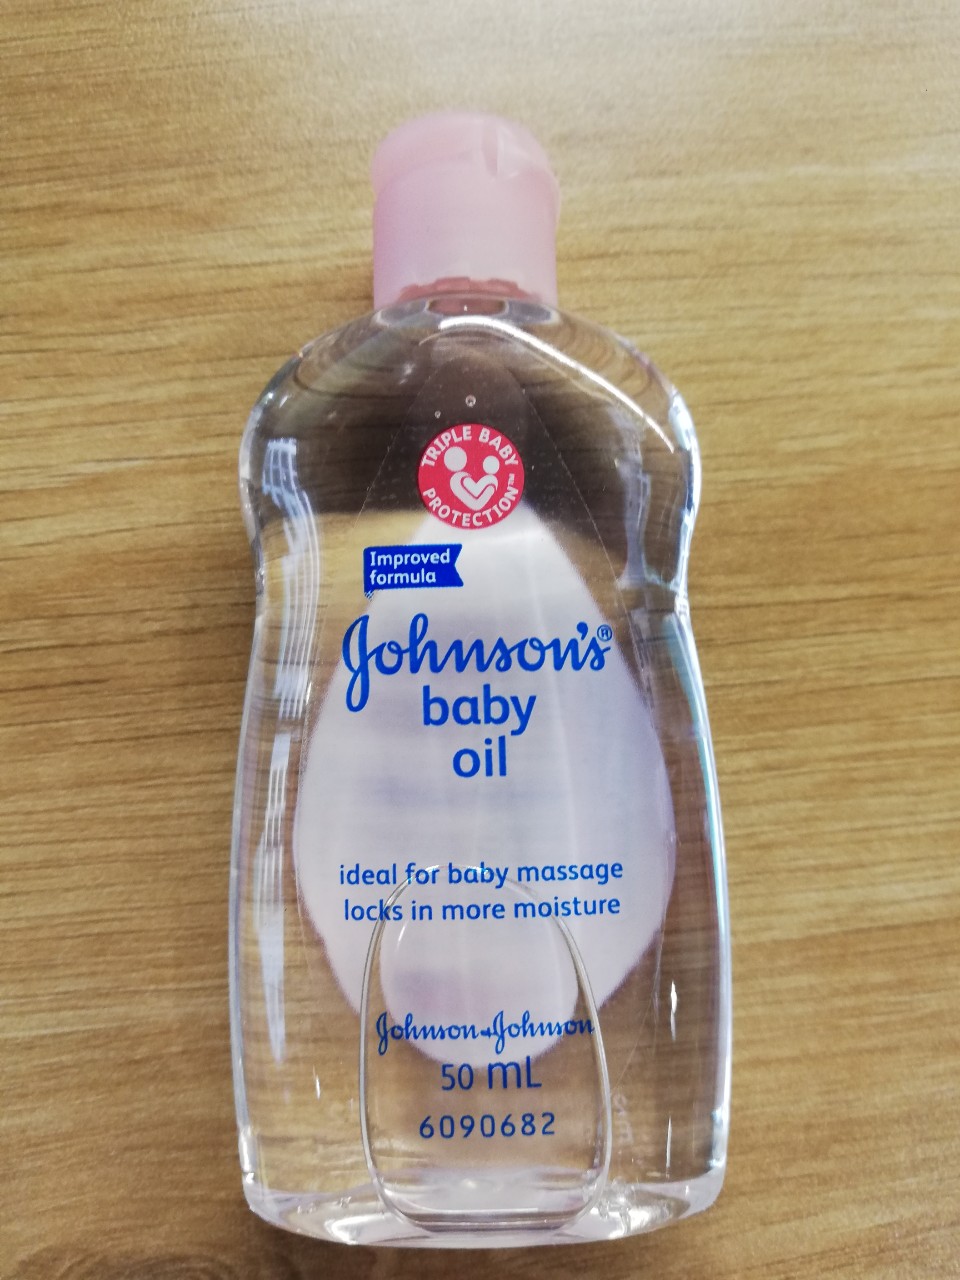 TRIPLE BABY
PROTECTION™
Improved
formula
Johnson's®
baby
oil
ideal for baby massage
locks in more moisture
Johnson & Johnson
50 mL
6090682